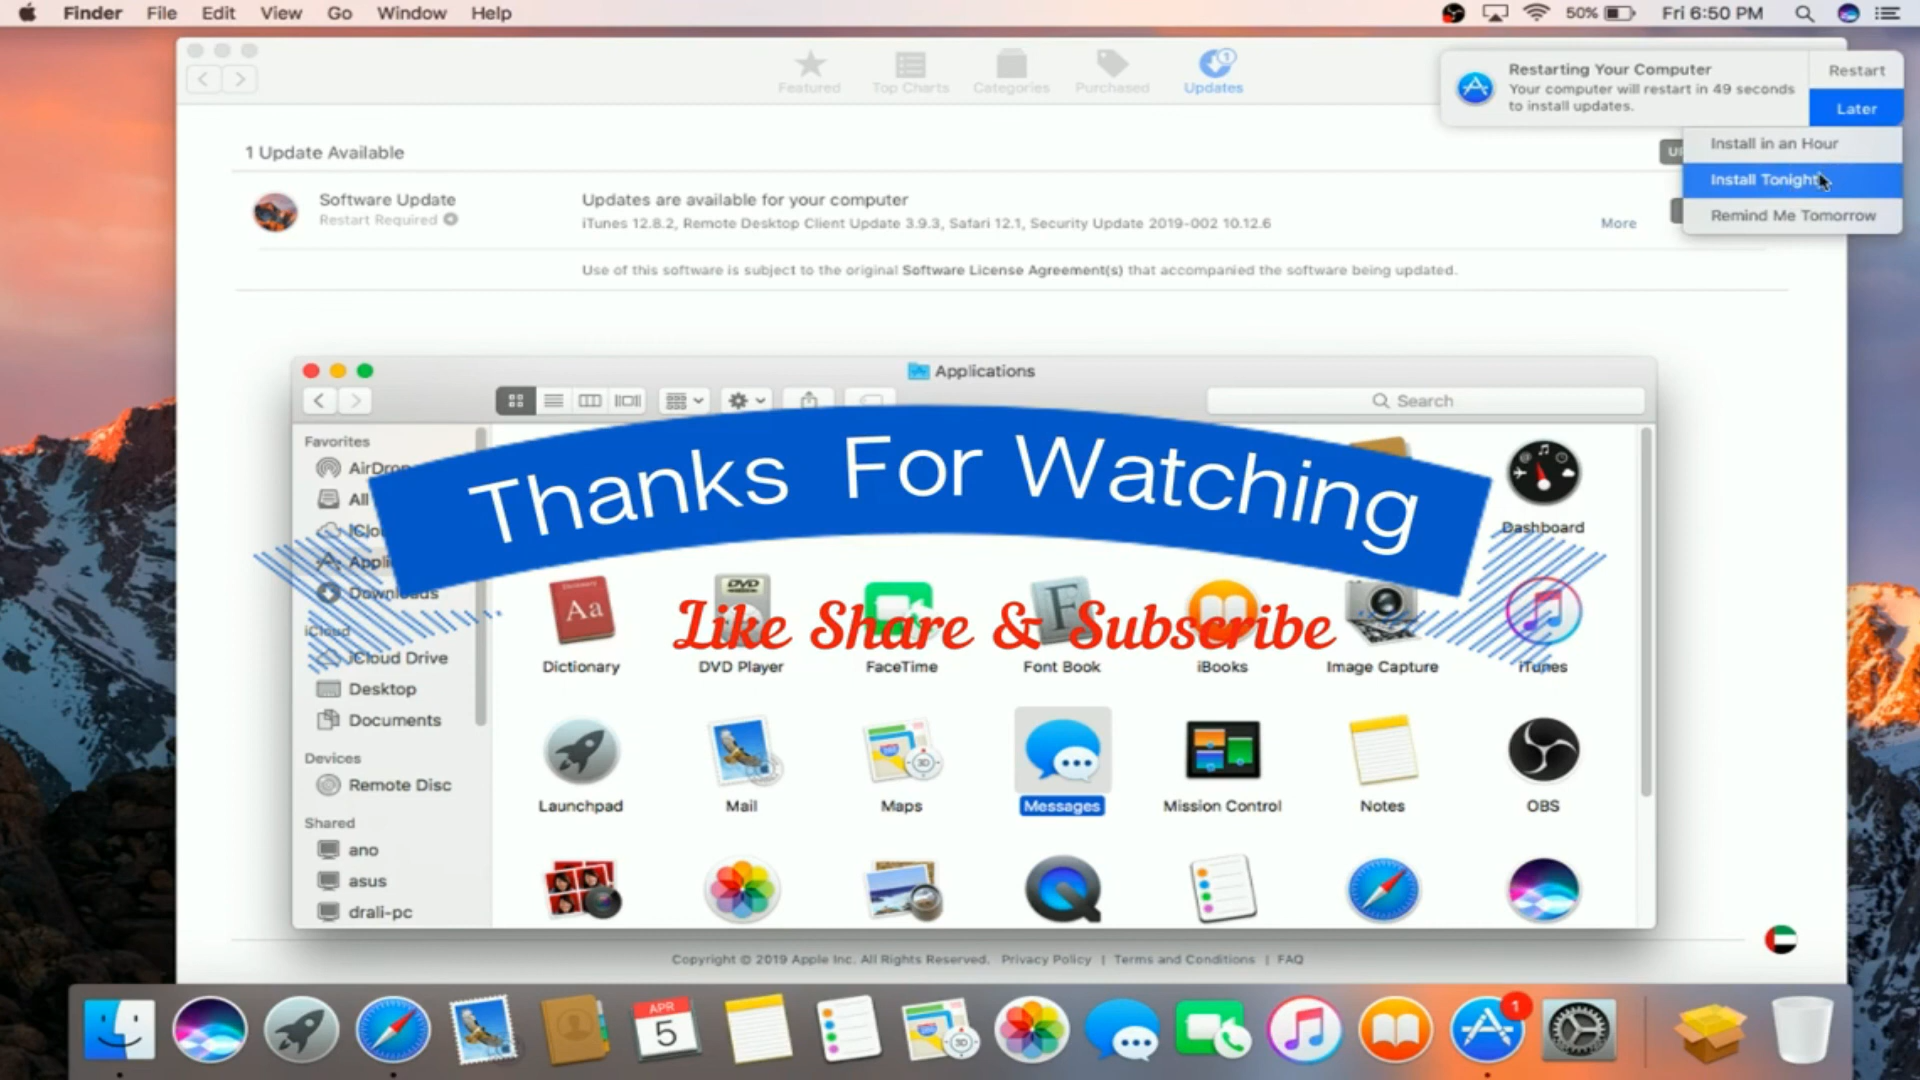 Finder File Edit View Go Window Help 50% Fri 6:50 PM
Featured Top Charts Categories Purchased Updates
1
Restarting Your Computer
Your computer will restart in 49 seconds
to install updates.
Restart
Later
Install in an Hour
Install Tonight
Remind Me Tomorrow
1 Update Available
Software Update
Restart Required
Updates are available for your computer
iTunes 12.8.2, Remote Desktop Client Update 3.9.3, Safari 12.1, Security Update 2019-002 10.12.6
More
Use of this software is subject to the original Software License Agreement(s) that accompanied the software being updated.
Applications
Search
Favorites
AirDrop
All
Downloads
iCloud
iCloud Drive
Desktop
Documents
Devices
Remote Disc
Shared
ano
asus
drali-pc
Thanks For Watching
Like Share & Subscribe
Dashboard
Dictionary DVD Player FaceTime Font Book iBooks Image Capture iTunes
Launchpad Mail Maps Messages Mission Control Notes OBS
Copyright © 2019 Apple Inc. All Rights Reserved. Privacy Policy | Terms and Conditions | FAQ
APR
5
1